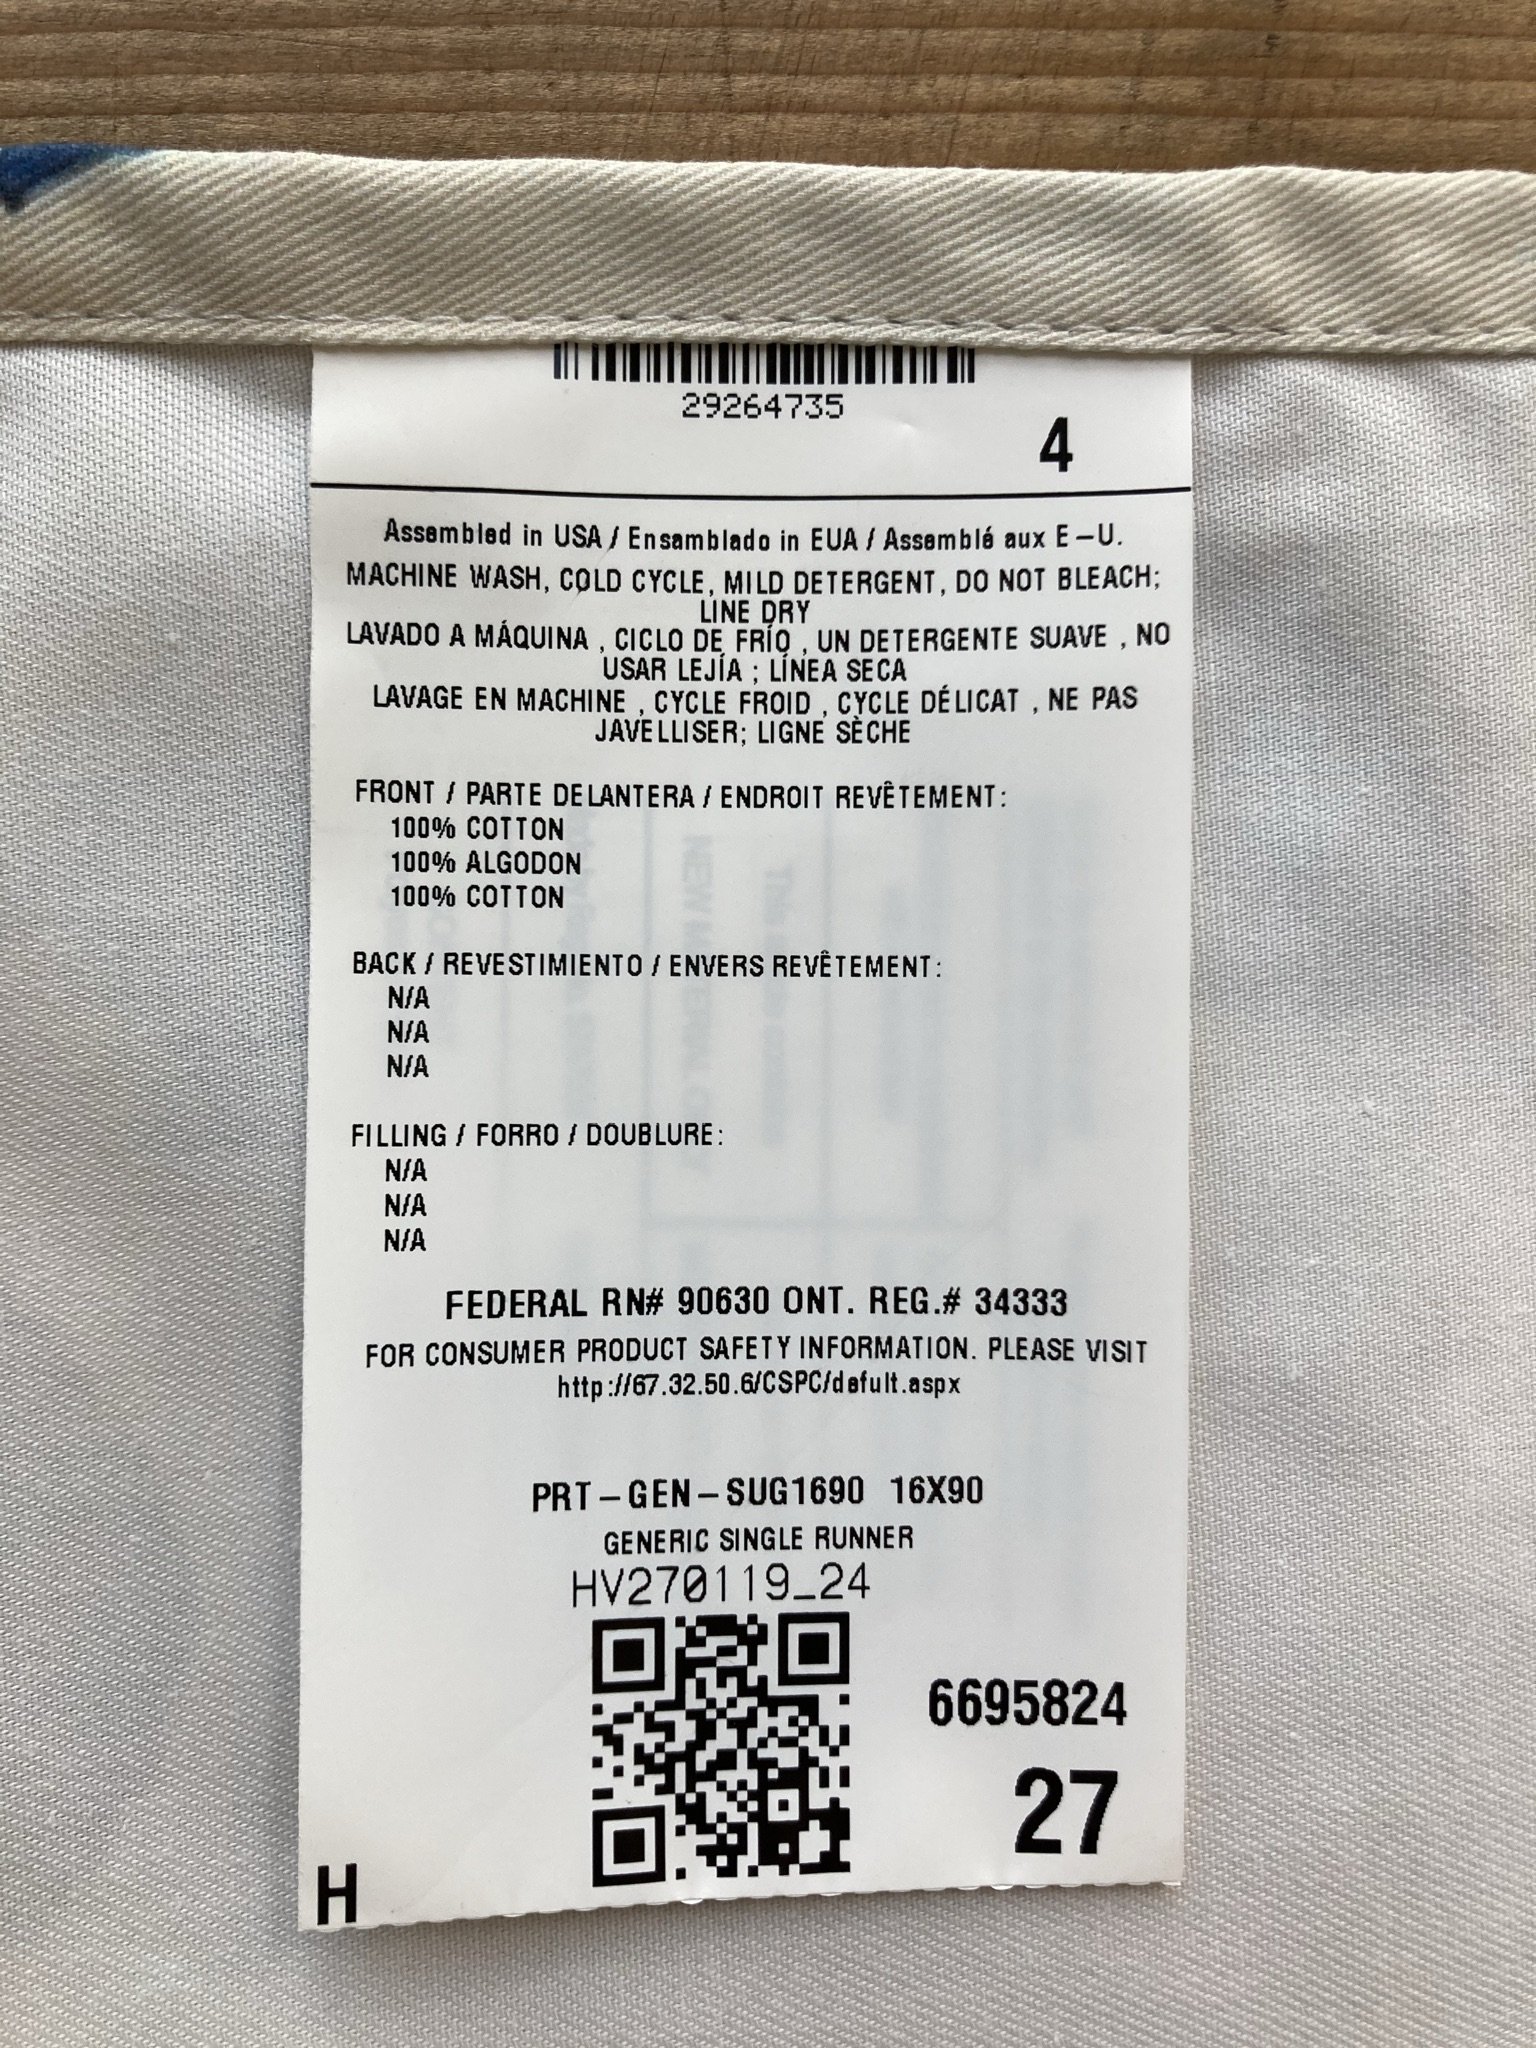 29264735
4
Assembled in USA / Ensamblado in EUA / Assemblé aux E-U.
MACHINE WASH, COLD CYCLE, MILD DETERGENT, DO NOT BLEACH;
LINE DRY
LAVADO A MÁQUINA , CICLO DE FRÍO , UN DETERGENTE SUAVE , NO
USAR LEJÍA ; LÍNEA SECA
LAVAGE EN MACHINE , CYCLE FROID , CYCLE DÉLICAT , NE PAS
JAVELLISER; LIGNE SÈCHE
FRONT / PARTE DELANTERA / ENDROIT REVÊTEMENT:
100% COTTON
100% ALGODON
100% COTTON
BACK / REVESTIMIENTO / ENVERS REVÊTEMENT:
N/A
N/A
N/A
FILLING / FORRO / DOUBLURE:
N/A
N/A
N/A
FEDERAL RN# 90630 ONT. REG.# 34333
FOR CONSUMER PRODUCT SAFETY INFORMATION. PLEASE VISIT
http://67.32.50.6/CSPC/defult.aspx
PRT-GEN-SUG1690 16X90
GENERIC SINGLE RUNNER
HV270119_24
6695824
27
H